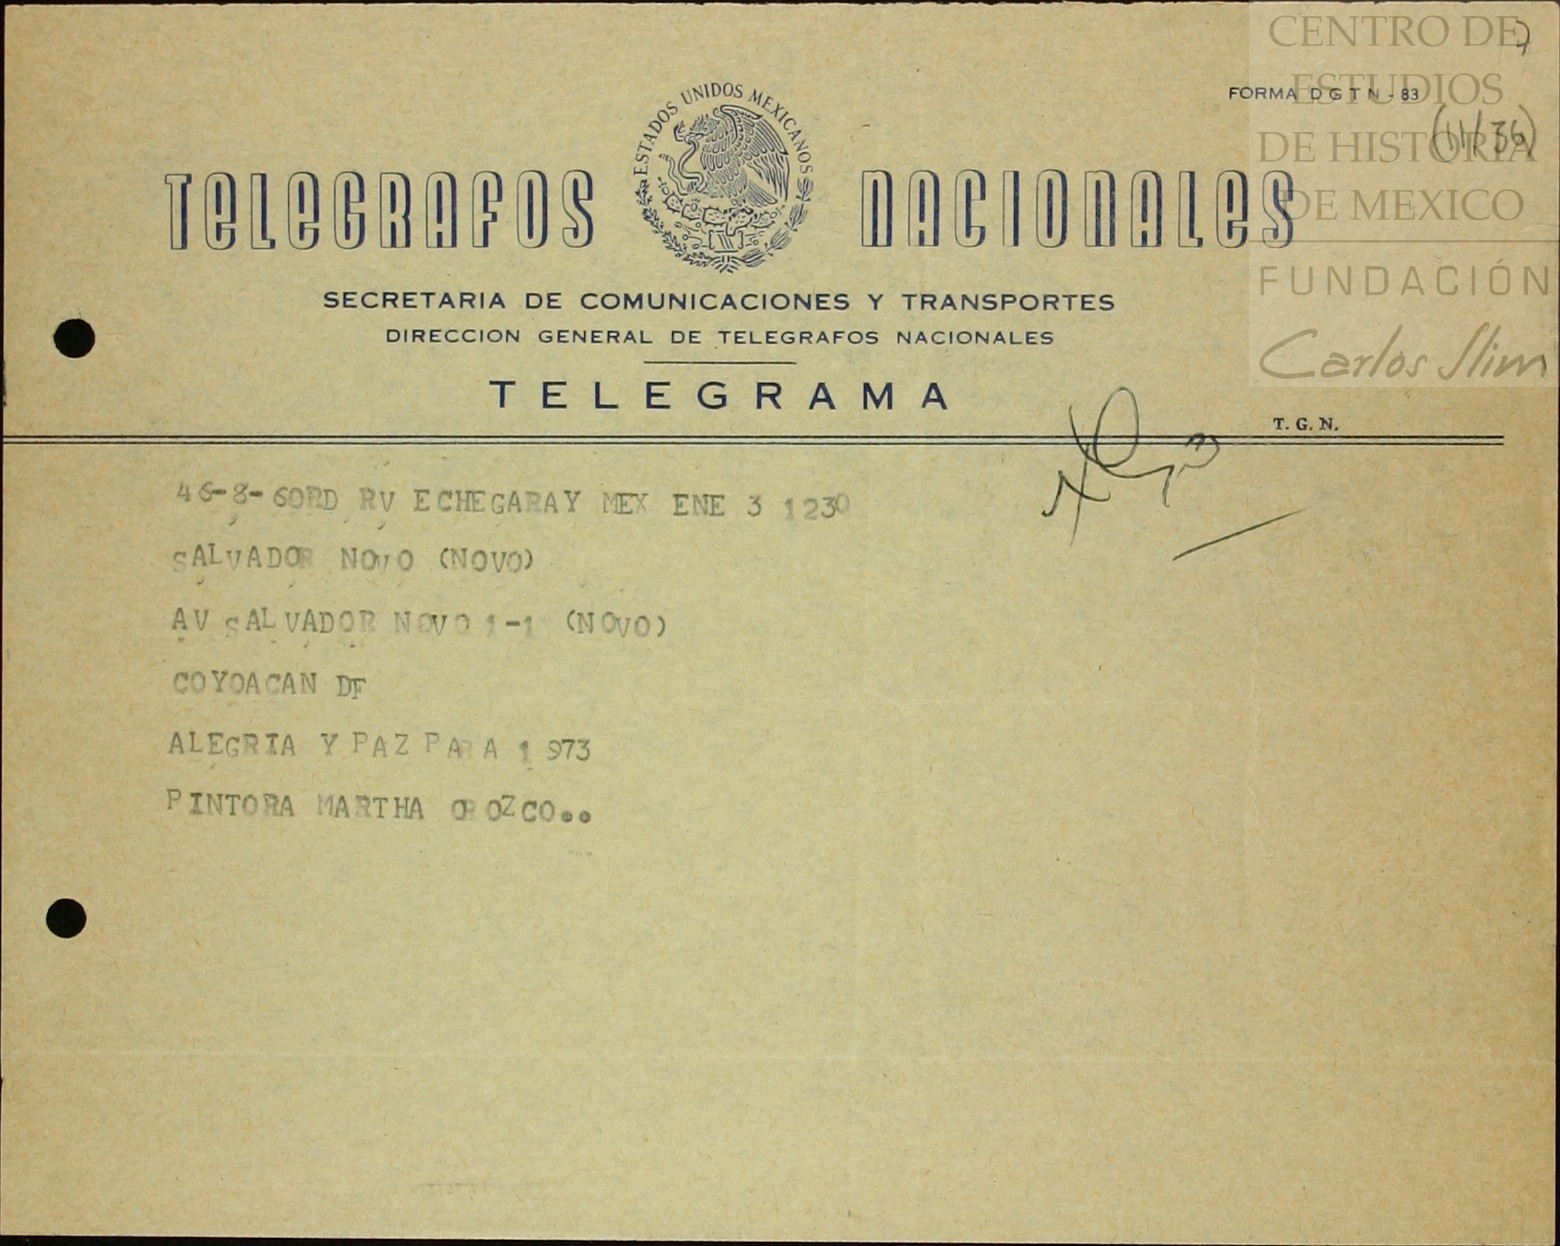 CENTRO DE
ESTUDIOS
DE HISTORIA
DE MEXICO
FUNDACIÓN
Carlos Slim
FORMA D G T N - 83
(11/36)
ESTADOS UNIDOS MEXICANOS
TELEGRAFOS NACIONALES
SECRETARIA DE COMUNICACIONES Y TRANSPORTES
DIRECCION GENERAL DE TELEGRAFOS NACIONALES
TELEGRAMA
T. G. N.
46-8-60RD RV ECHEGARAY MEX ENE 3 1230
SALVADOR NOVO (NOVO)
AV SALVADOR NOVO 1-1 (NOVO)
COYOACAN DF
ALEGRIA Y PAZ PARA 1973
PINTORA MARTHA OROZCO..